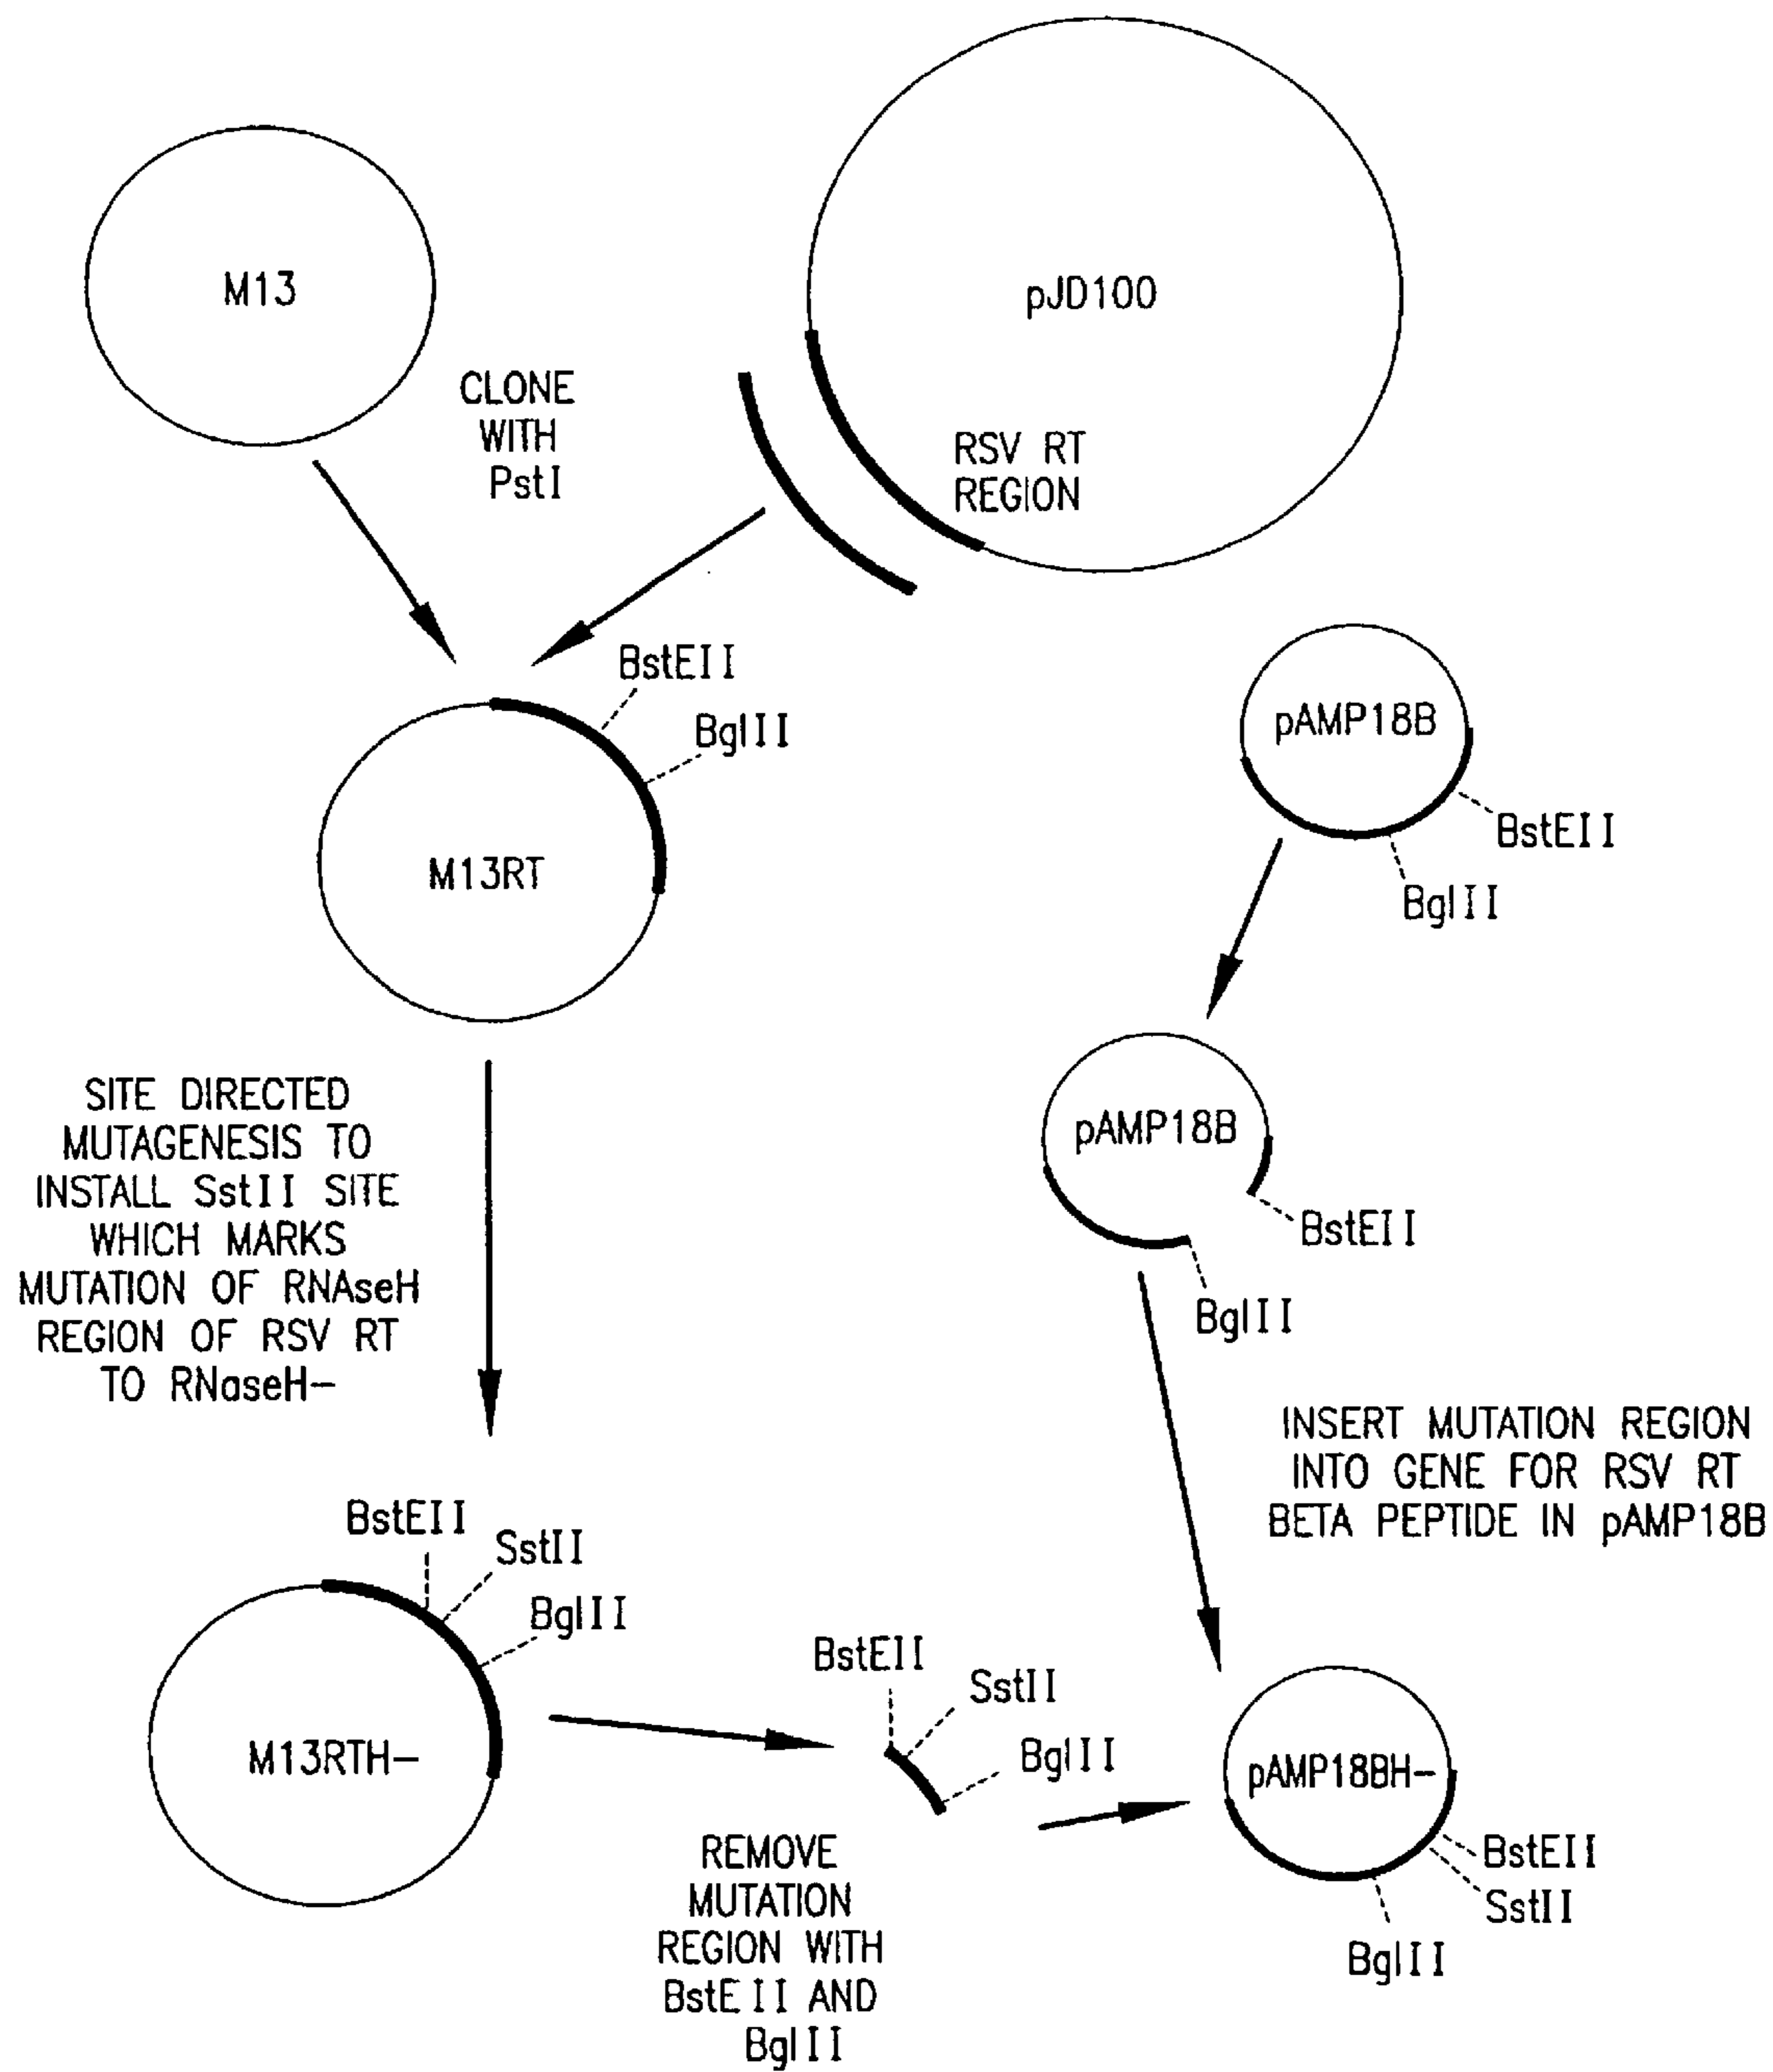 M13
pJD100
CLONE
WITH
PstI
RSV RT
REGION
BstEII
BglII
M13RT
pAMP18B
BstEII
BglII
SITE DIRECTED
MUTAGENESIS TO
INSTALL SstII SITE
WHICH MARKS
MUTATION OF RNAseH
REGION OF RSV RT
TO RNaseH-
pAMP18B
BstEII
BglII
INSERT MUTATION REGION
INTO GENE FOR RSV RT
BETA PEPTIDE IN pAMP18B
BstEII
SstII
BglII
M13RTH-
BstEII
SstII
BglII
REMOVE
MUTATION
REGION WITH
BstE II AND
BglII
pAMP18BH-
BstEII
SstII
BglII